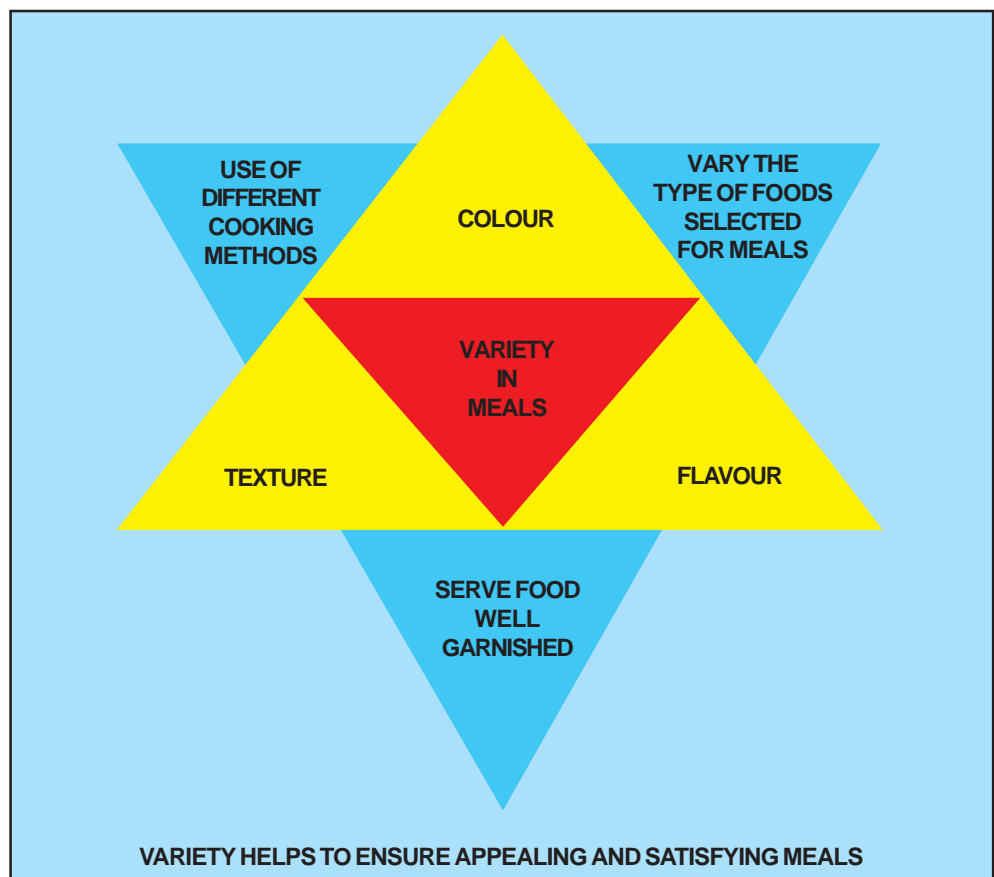 USE OF
DIFFERENT
COOKING
METHODS
COLOUR
VARY THE
TYPE OF FOODS
SELECTED
FOR MEALS
VARIETY
IN
MEALS
TEXTURE
FLAVOUR
SERVE FOOD
WELL
GARNISHED
VARIETY HELPS TO ENSURE APPEALING AND SATISFYING MEALS